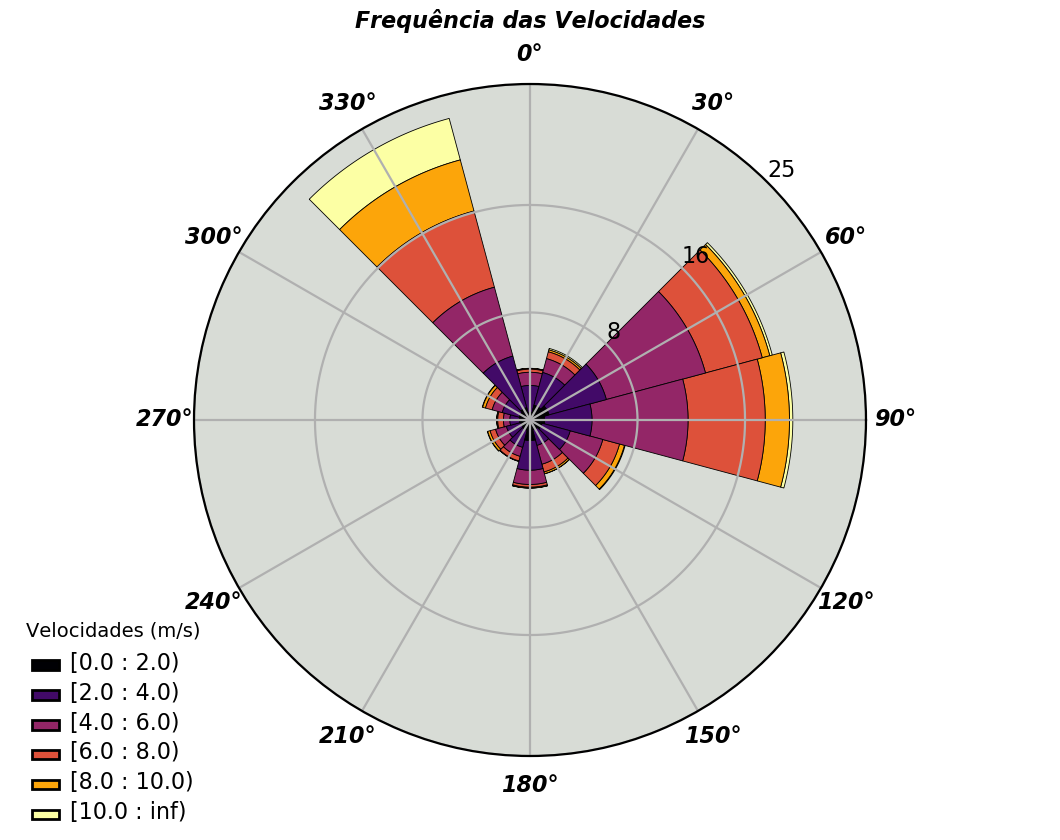 Frequência das Velocidades
0°
330°
30°
25
300°
60°
16
8
270°
90°
240°
120°
210°
150°
180°
Velocidades (m/s)
[0.0 : 2.0)
[2.0 : 4.0)
[4.0 : 6.0)
[6.0 : 8.0)
[8.0 : 10.0)
[10.0 : inf)